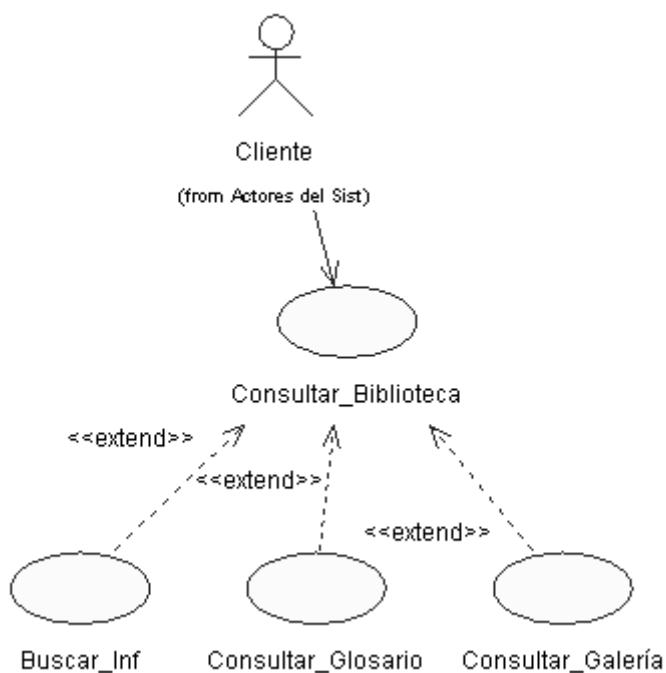 Cliente
(from Actores del Sist)
Consultar_Biblioteca
<<extend>>
<<extend>>
<<extend>>
Buscar_Inf
Consultar_Glosario
Consultar_Galería